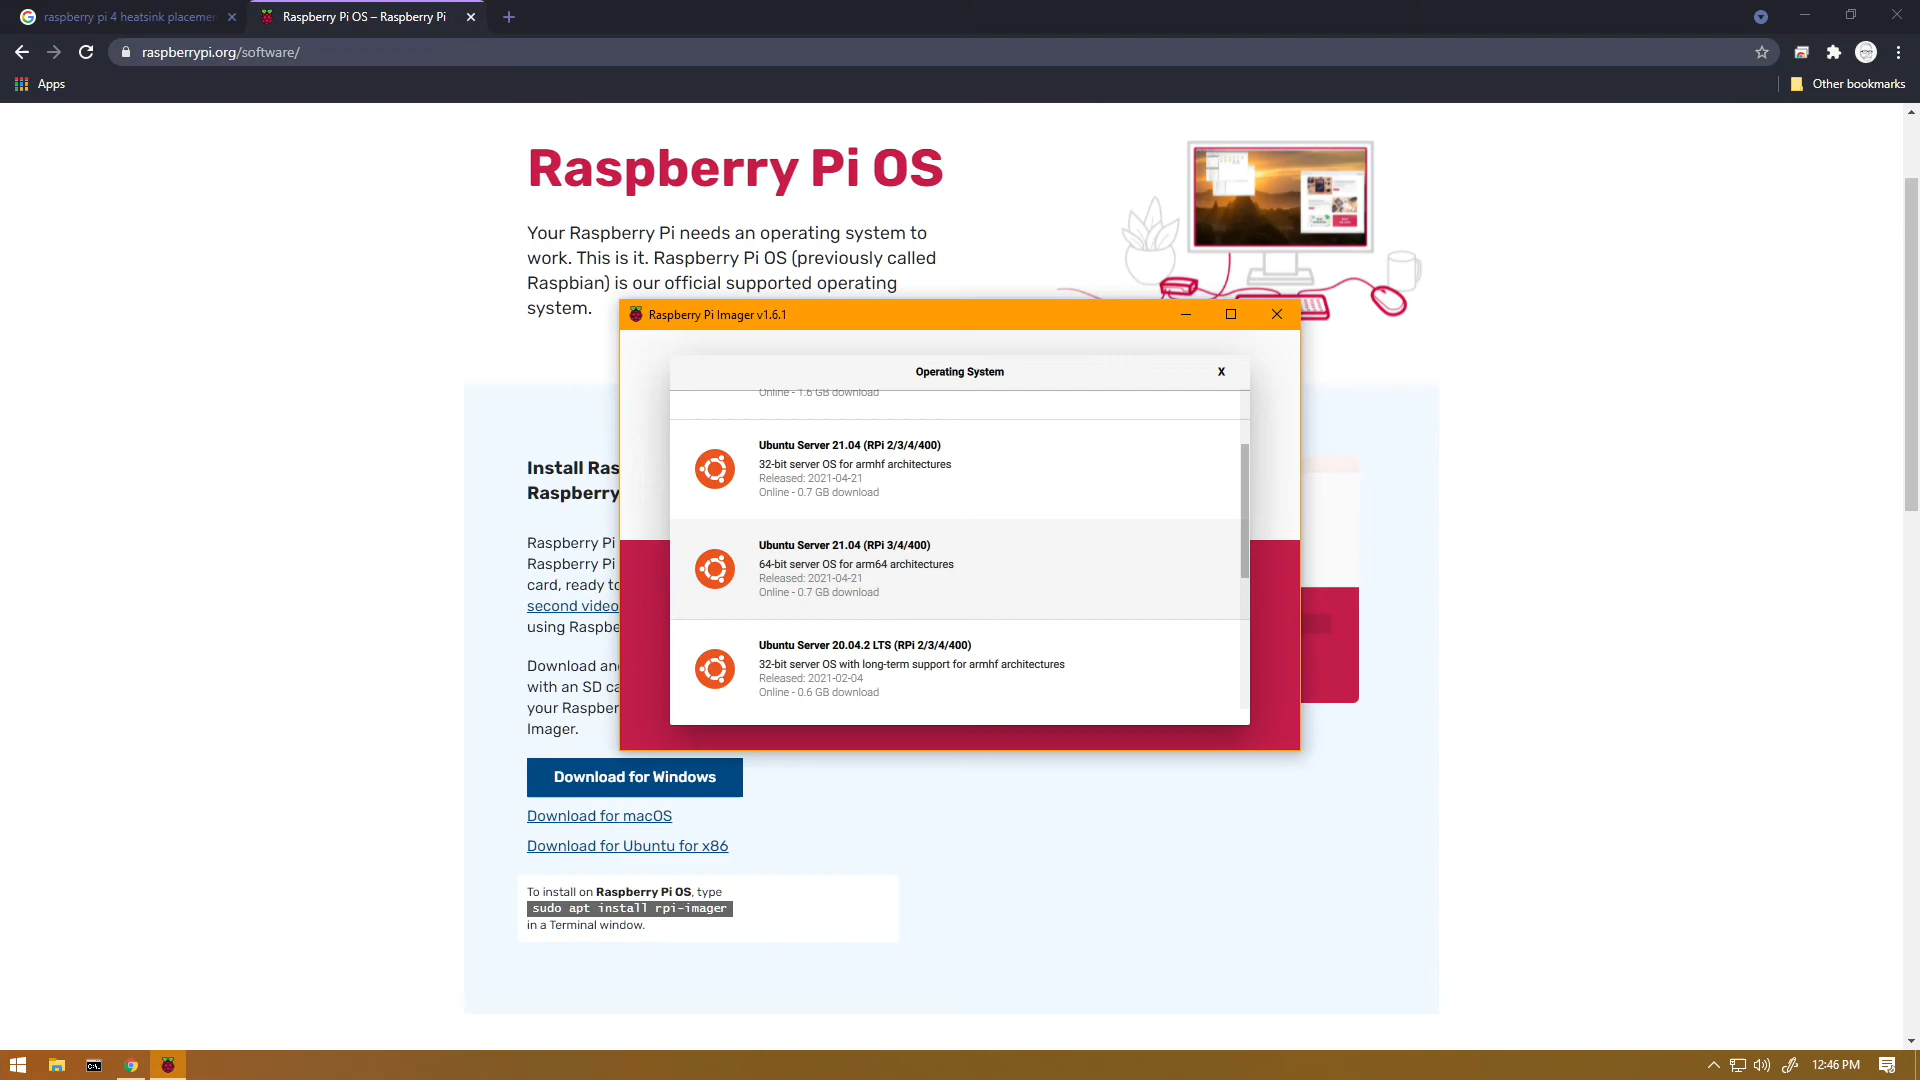 raspberry pi 4 heatsink placemen
Raspberry Pi OS – Raspberry Pi
raspberrypi.org/software/
Apps
Other bookmarks
Raspberry Pi OS
Your Raspberry Pi needs an operating system to
work. This is it. Raspberry Pi OS (previously called
Raspbian) is our official supported operating
system.
Raspberry Pi Imager v1.6.1
Operating System
X
Online - 1.6 GB download
Ubuntu Server 21.04 (RPi 2/3/4/400)
32-bit server OS for armhf architectures
Released: 2021-04-21
Online - 0.7 GB download
Ubuntu Server 21.04 (RPi 3/4/400)
64-bit server OS for arm64 architectures
Released: 2021-04-21
Online - 0.7 GB download
Ubuntu Server 20.04.2 LTS (RPi 2/3/4/400)
32-bit server OS with long-term support for armhf architectures
Released: 2021-02-04
Online - 0.6 GB download
Install Ras
Raspberry
Raspberry Pi
Raspberry Pi
card, ready to
second video
using Raspbe
Download an
with an SD ca
your Raspber
Imager.
Download for Windows
Download for macOS
Download for Ubuntu for x86
To install on Raspberry Pi OS, type
sudo apt install rpi-imager
in a Terminal window.
12:46 PM